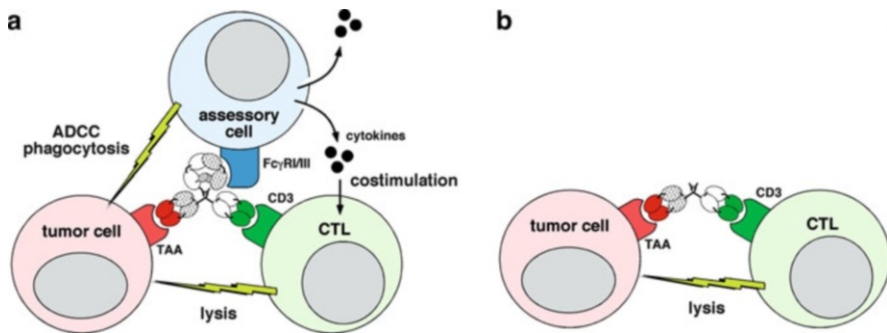 a
assessory
cell
ADCC
phagocytosis
cytokines
FcγRI/III
costimulation
CD3
tumor cell
CTL
TAA
lysis
b
tumor cell
CD3
CTL
TAA
lysis